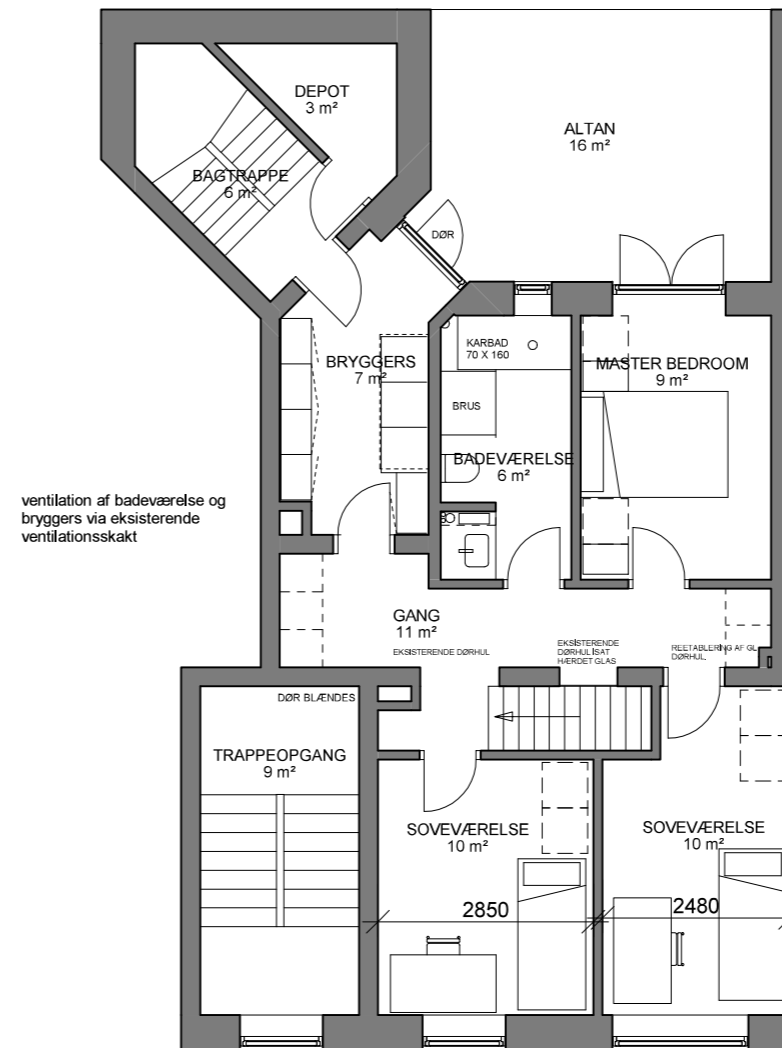 DEPOT
3 m²
ALTAN
16 m²
BAGTRAPPE
6 m²
DØR
KARBAD
70 X 160
BRYGGERS
7 m²
MASTER BEDROOM
9 m²
BRUS
BADEVÆRELSE
6 m²
ventilation af badeværelse og
bryggers via eksisterende
ventilationsskakt
GANG
11 m²
EKSISTERENDE DØRHUL
EKSISTERENDE
DØRHUL ISAT
HÆRDET GLAS
REETABLERING AF GL
DØRHUL.
DØR BLÆNDES
TRAPPEOPGANG
9 m²
SOVEVÆRELSE
10 m²
SOVEVÆRELSE
10 m²
2850
2480